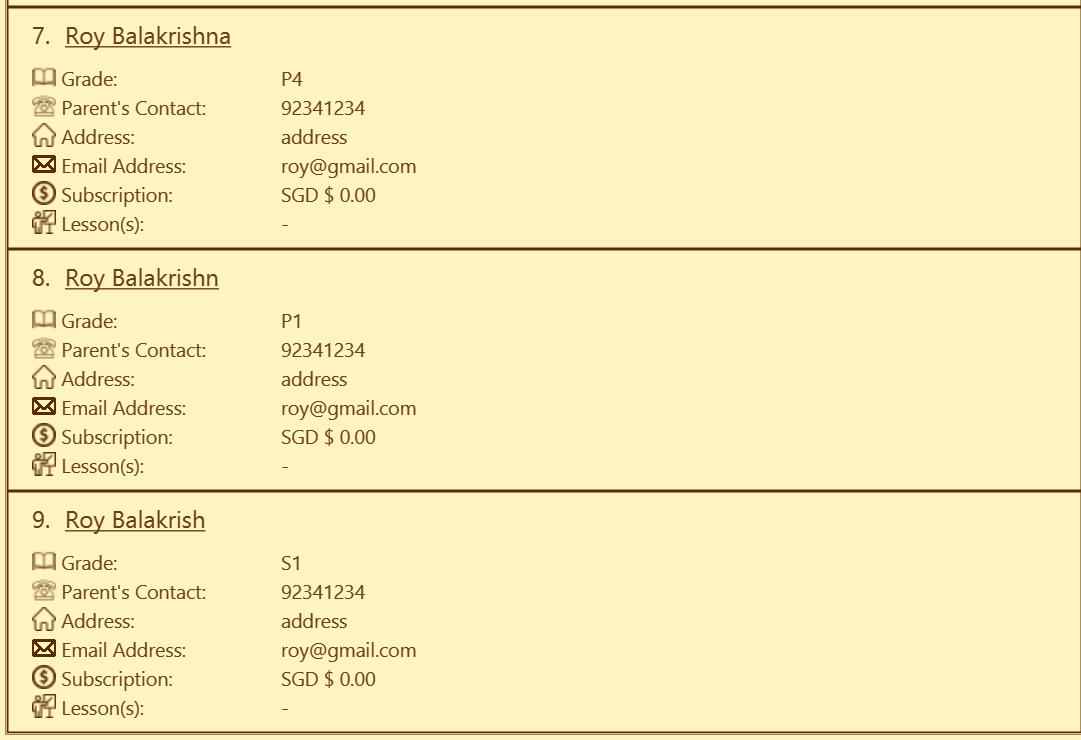 7. Roy Balakrishna
Grade: P4
Parent's Contact: 92341234
Address: address
Email Address: roy@gmail.com
Subscription: SGD $ 0.00
Lesson(s): -
8. Roy Balakrishn
Grade: P1
Parent's Contact: 92341234
Address: address
Email Address: roy@gmail.com
Subscription: SGD $ 0.00
Lesson(s): -
9. Roy Balakrish
Grade: S1
Parent's Contact: 92341234
Address: address
Email Address: roy@gmail.com
Subscription: SGD $ 0.00
Lesson(s): -